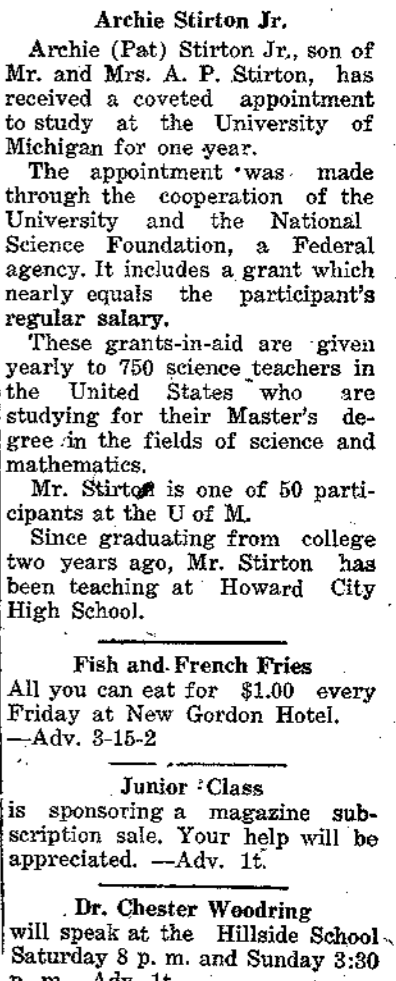 Archie Stirton Jr.
Archie (Pat) Stirton Jr., son of
Mr. and Mrs. A. P. Stirton, has
received a coveted appointment
to study at the University of
Michigan for one year.
The appointment was made
through the cooperation of the
University and the National
Science Foundation, a Federal
agency. It includes a grant which
nearly equals the participant's
regular salary.
These grants-in-aid are given
yearly to 750 science teachers in
the United States who are
studying for their Master's de-
gree in the fields of science and
mathematics.
Mr. Stirton is one of 50 parti-
cipants at the U of M.
Since graduating from college
two years ago, Mr. Stirton has
been teaching at Howard City
High School.
Fish and French Fries
All you can eat for $1.00 every
Friday at New Gordon Hotel.
—Adv. 3-15-2
Junior Class
is sponsoring a magazine sub-
scription sale. Your help will be
appreciated. —Adv. 1t.
Dr. Chester Woodring
will speak at the Hillside School
Saturday 8 p. m. and Sunday 3:30
p. m. Adv. 1t